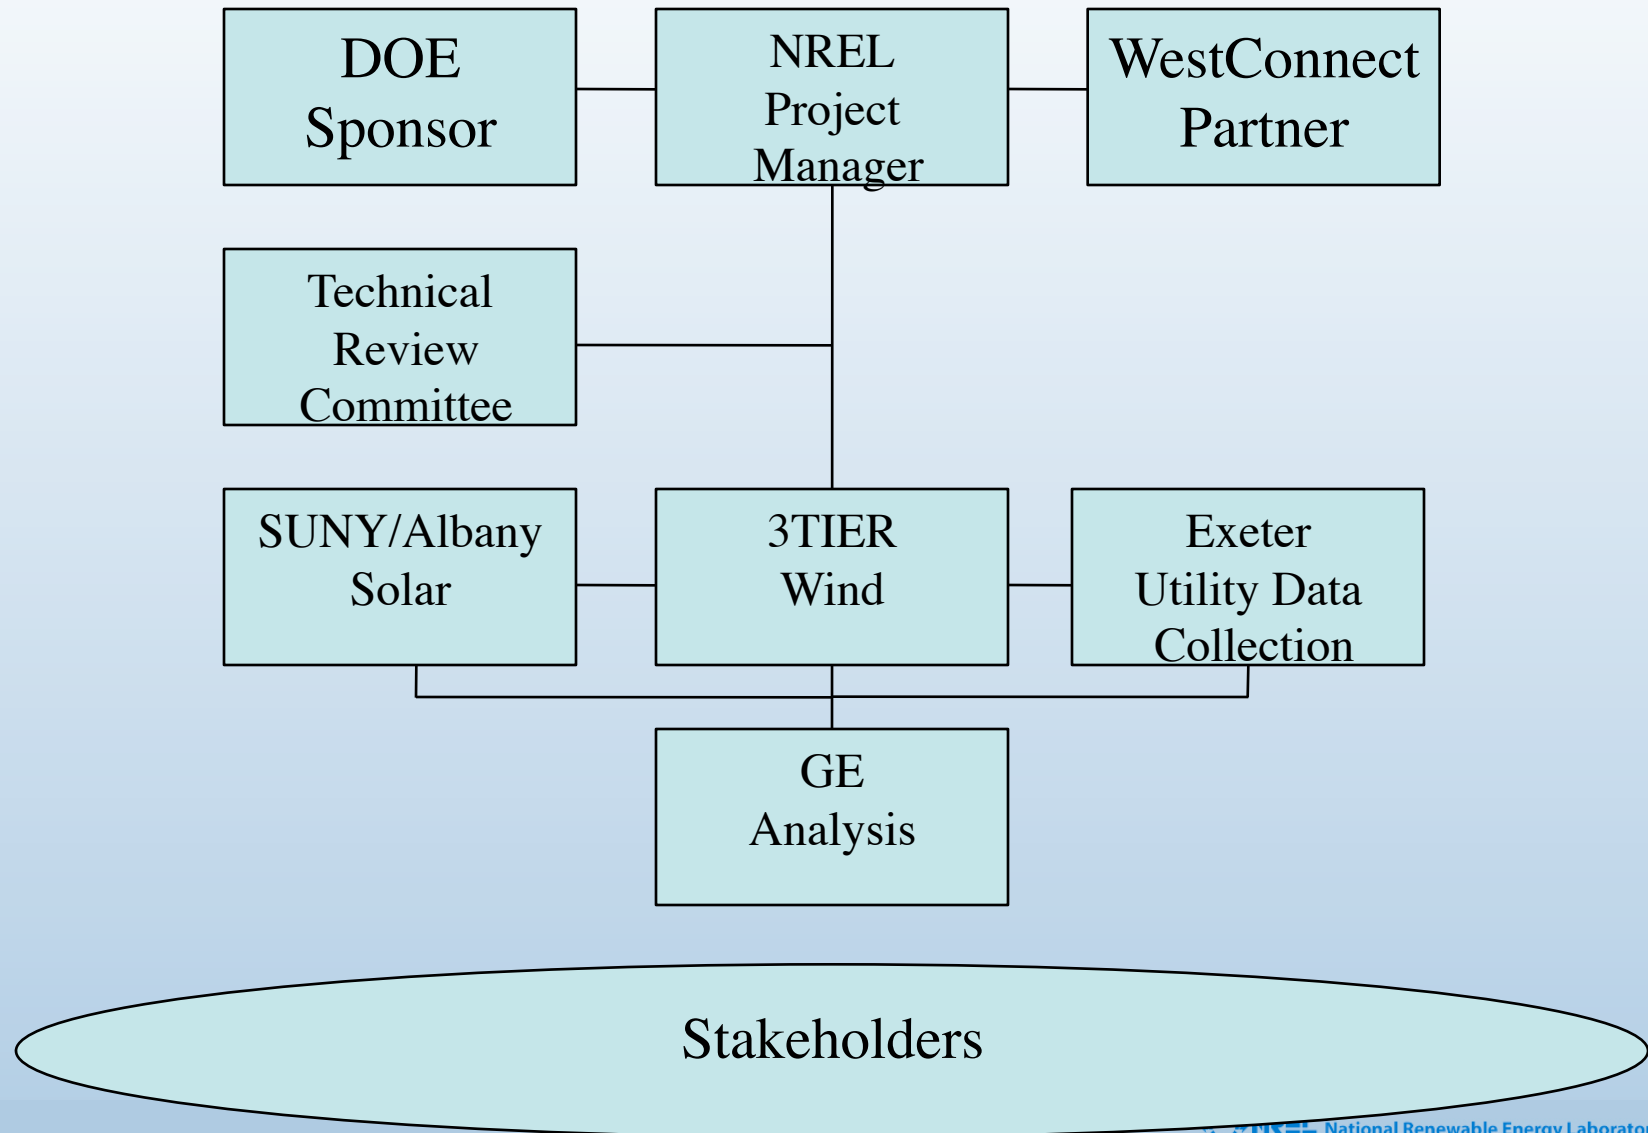 DOE
Sponsor
NREL
Project
Manager
WestConnect
Partner
Technical
Review
Committee
SUNY/Albany
Solar
3TIER
Wind
Exeter
Utility Data
Collection
GE
Analysis
Stakeholders
National Renewable Energy